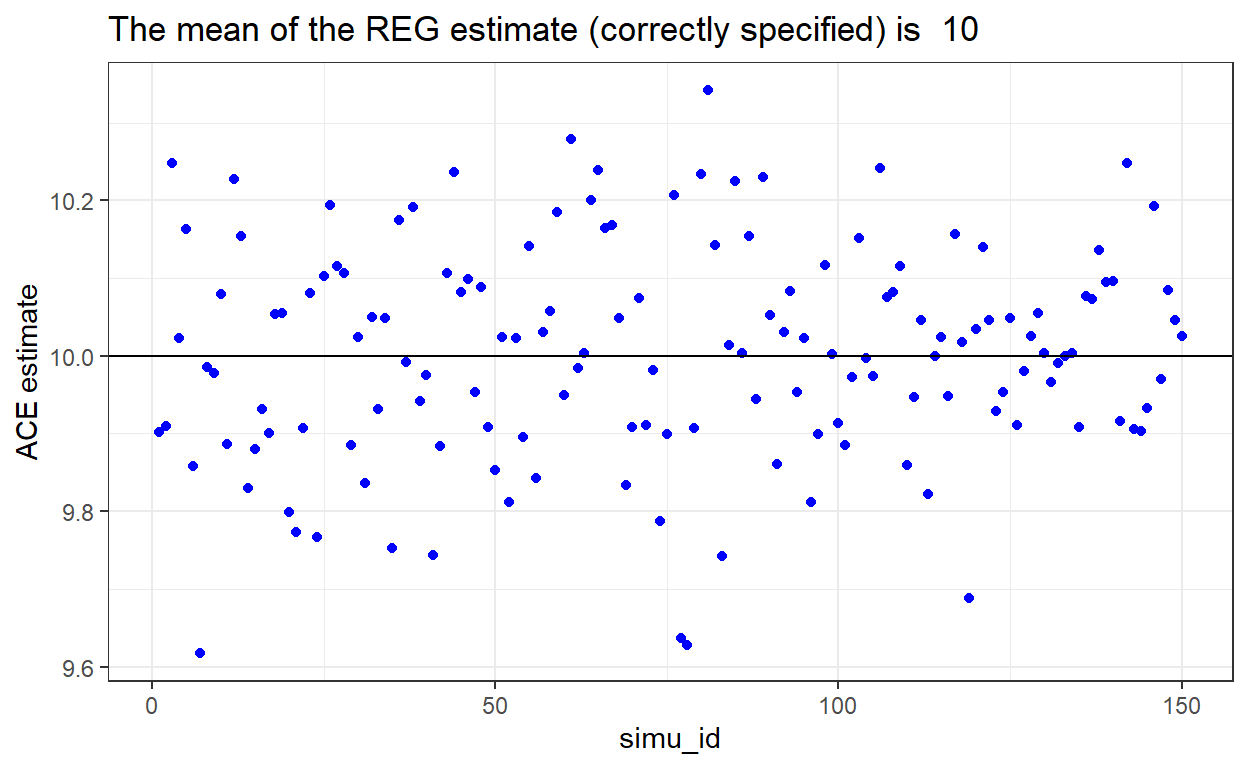 The mean of the REG estimate (correctly specified) is  10
ACE estimate
10.2
10.0
9.8
9.6
0
50
100
150
simu_id